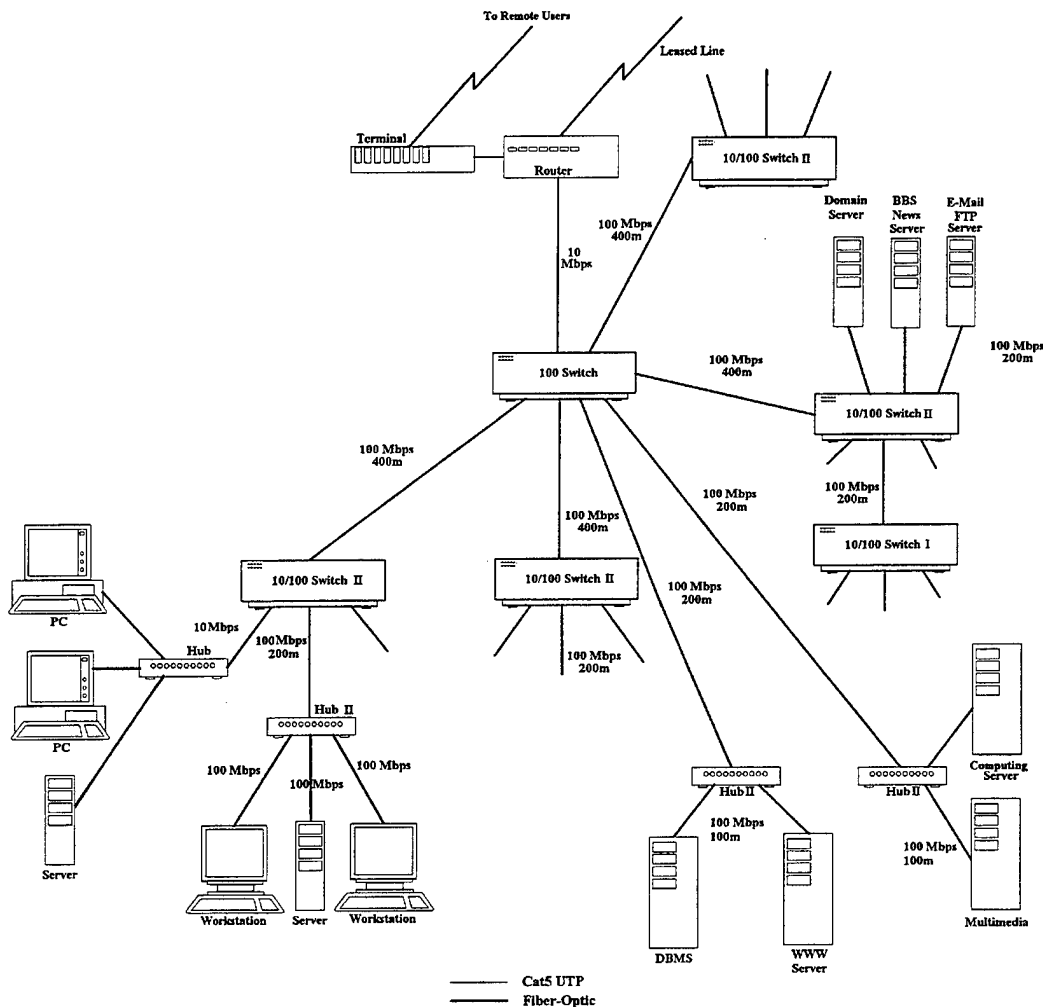 To Remote Users
Leased Line
Terminal
Router
10/100 Switch II
Domain
Server
BBS
News
Server
E-Mail
FTP
Server
100 Mbps
400m
10
Mbps
100 Mbps
200m
100 Switch
100 Mbps
400m
10/100 Switch II
100 Mbps
400m
100 Mbps
200m
100 Mbps
200m
100 Mbps
400m
10/100 Switch I
10/100 Switch II
10/100 Switch II
100 Mbps
200m
PC
10 Mbps
100 Mbps
200m
Hub
100 Mbps
200m
PC
Hub II
100 Mbps
100 Mbps
100 Mbps
Computing
Server
Hub II
Hub II
100 Mbps
100m
100 Mbps
100m
Server
Workstation
Server
Workstation
Multimedia
DBMS
WWW
Server
Cat5 UTP
Fiber-Optic